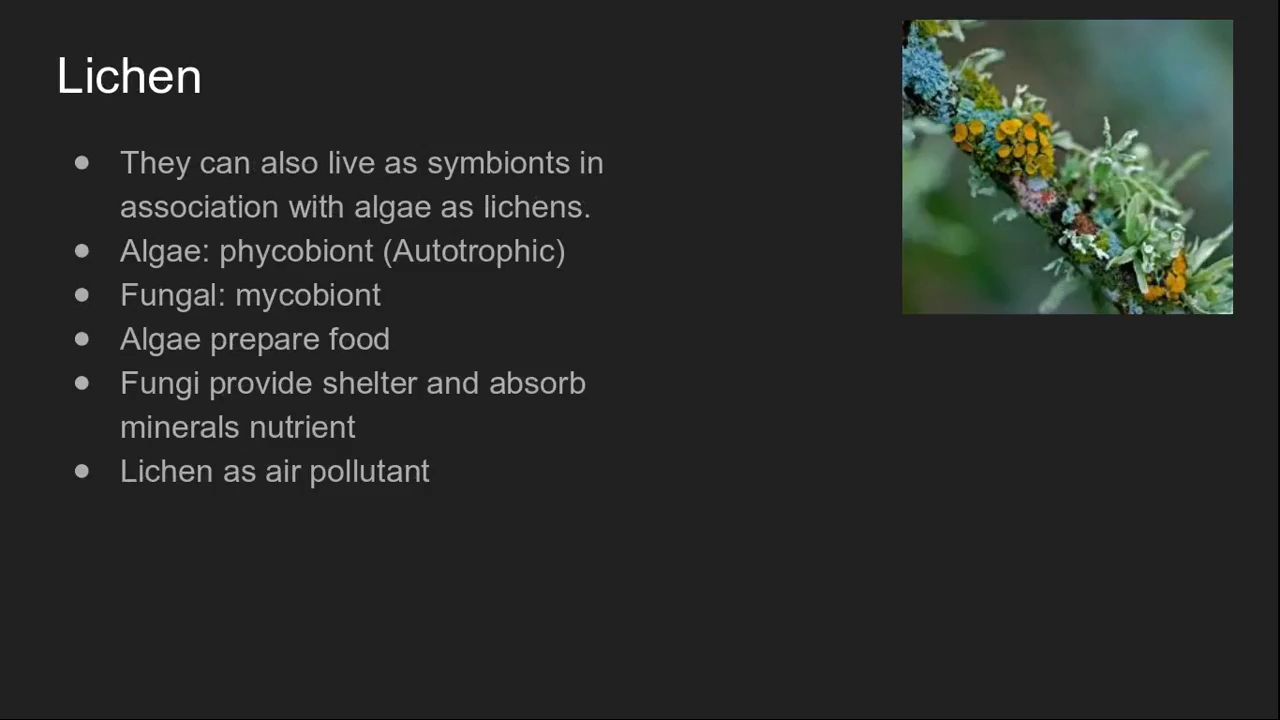 Lichen
● They can also live as symbionts in
association with algae as lichens.
● Algae: phycobiont (Autotrophic)
● Fungal: mycobiont
● Algae prepare food
● Fungi provide shelter and absorb
minerals nutrient
● Lichen as air pollutant